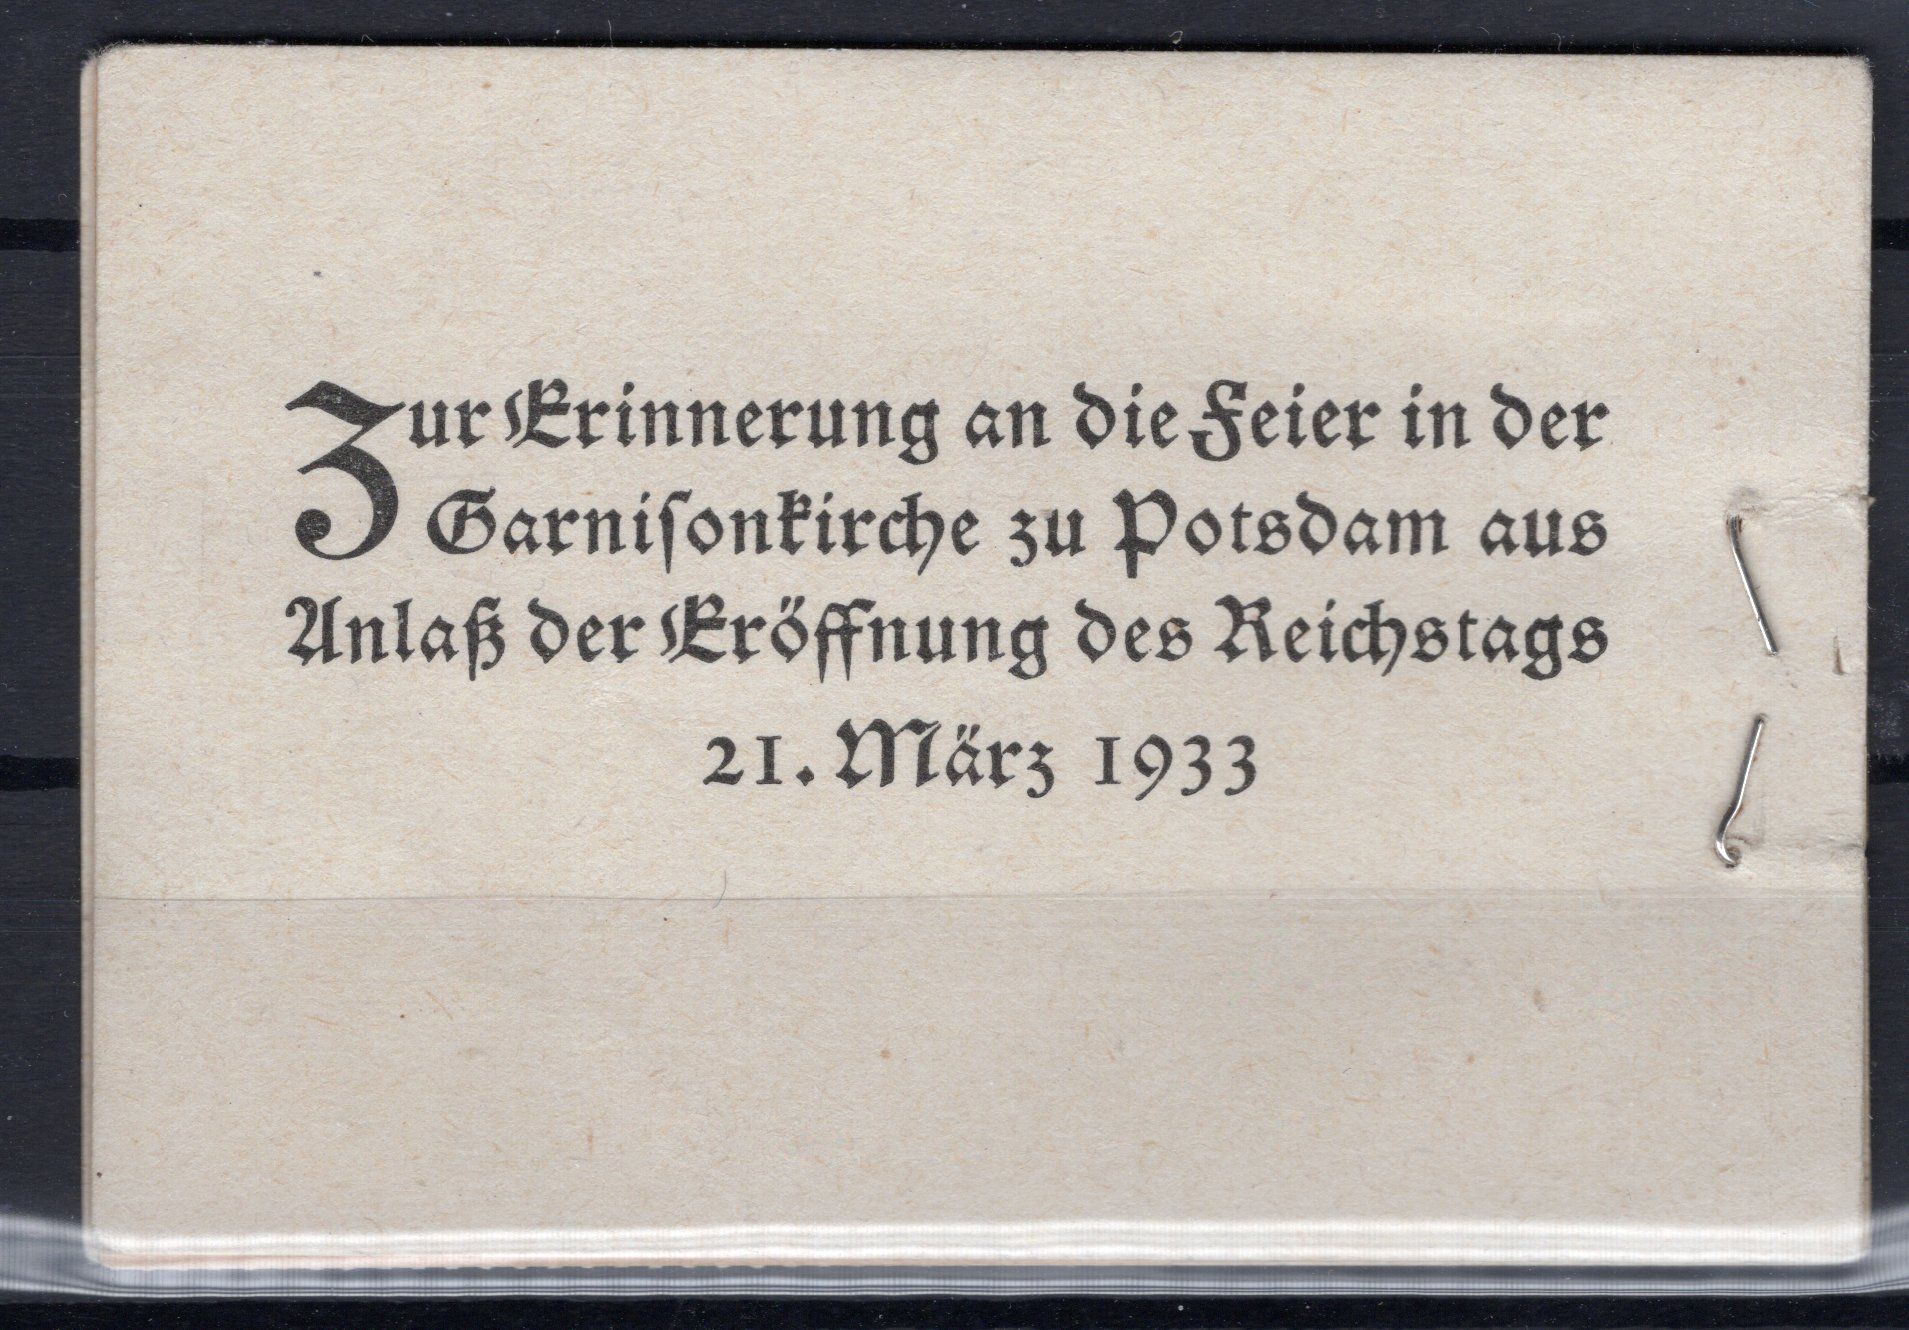 Zur Erinnerung an die Feier in der
Garniſonkirche zu Potsdam aus
Anlaß der Eröffnung des Reichstags
21. März 1933